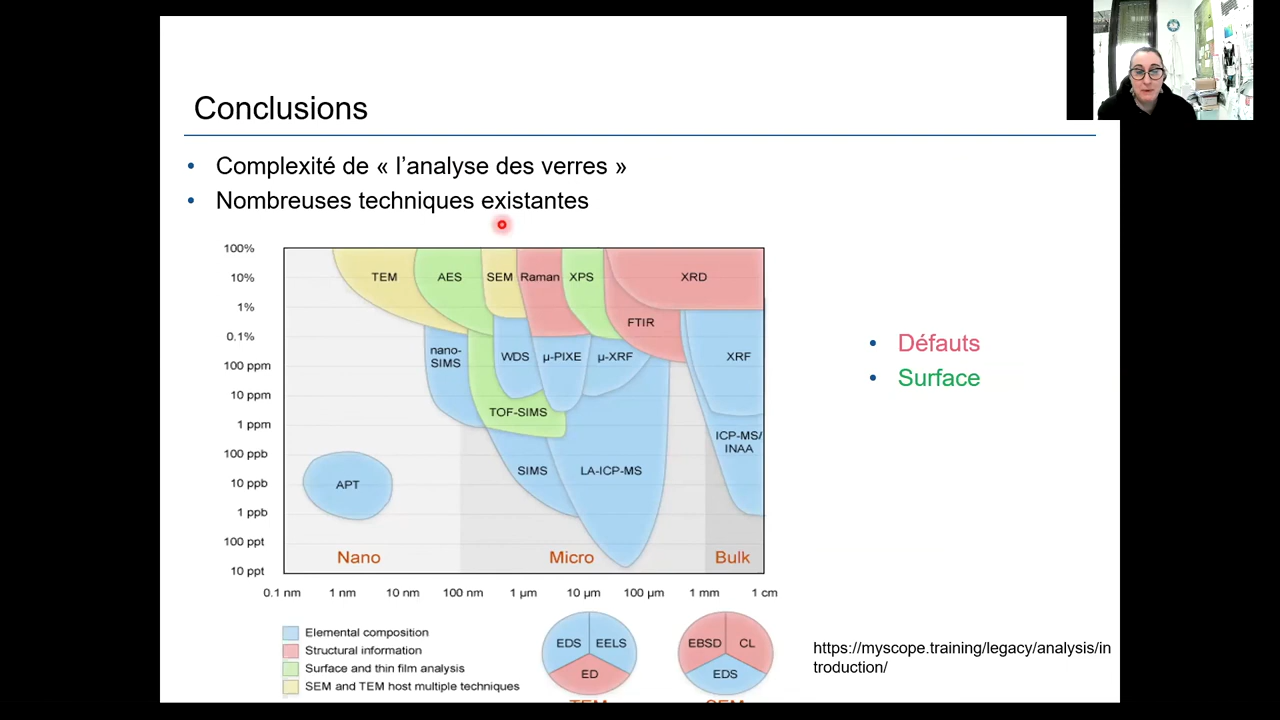 Conclusions
• Complexité de « l’analyse des verres »
• Nombreuses techniques existantes
100%
10%
1%
0.1%
100 ppm
10 ppm
1 ppm
100 ppb
10 ppb
1 ppb
100 ppt
10 ppt
TEM
AES
SEM
Raman
XPS
XRD
FTIR
nano-
SIMS
WDS
µ-PIXE
µ-XRF
XRF
TOF-SIMS
ICP-MS/
INAA
SIMS
LA-ICP-MS
APT
Nano
Micro
Bulk
0.1 nm
1 nm
10 nm
100 nm
1 µm
10 µm
100 µm
1 mm
1 cm
• Défauts
• Surface
Elemental composition
Structural information
Surface and thin film analysis
SEM and TEM host multiple techniques
EDS
EELS
ED
TEM
EBSD
CL
EDS
SEM
https://myscope.training/legacy/analysis/in
troduction/